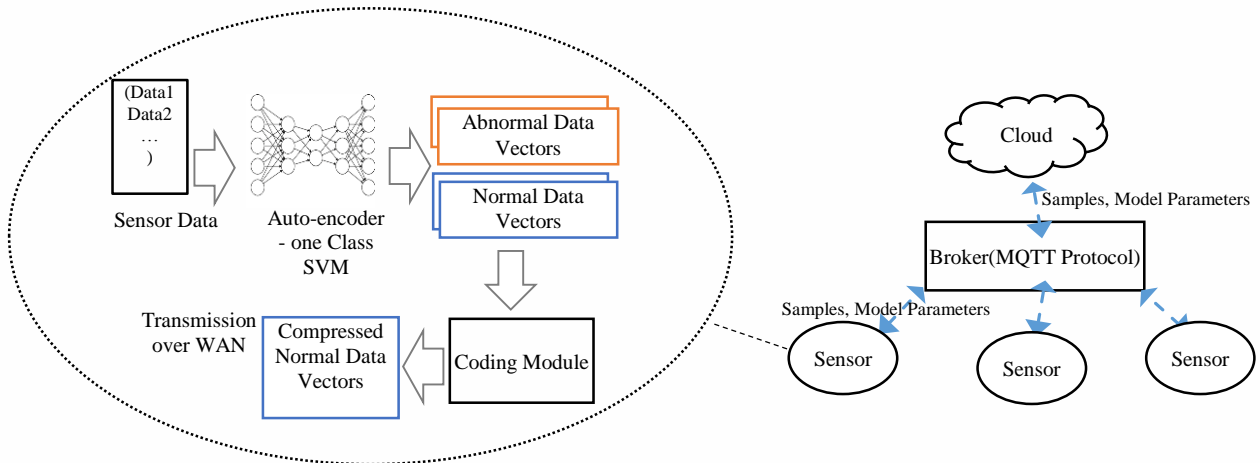 (Data1
Data2
…
)
Sensor Data
Auto-encoder
- one Class
SVM
Abnormal Data
Vectors
Normal Data
Vectors
Coding Module
Compressed
Normal Data
Vectors
Transmission
over WAN
Cloud
Samples, Model Parameters
Broker(MQTT Protocol)
Samples, Model Parameters
Sensor
Sensor
Sensor